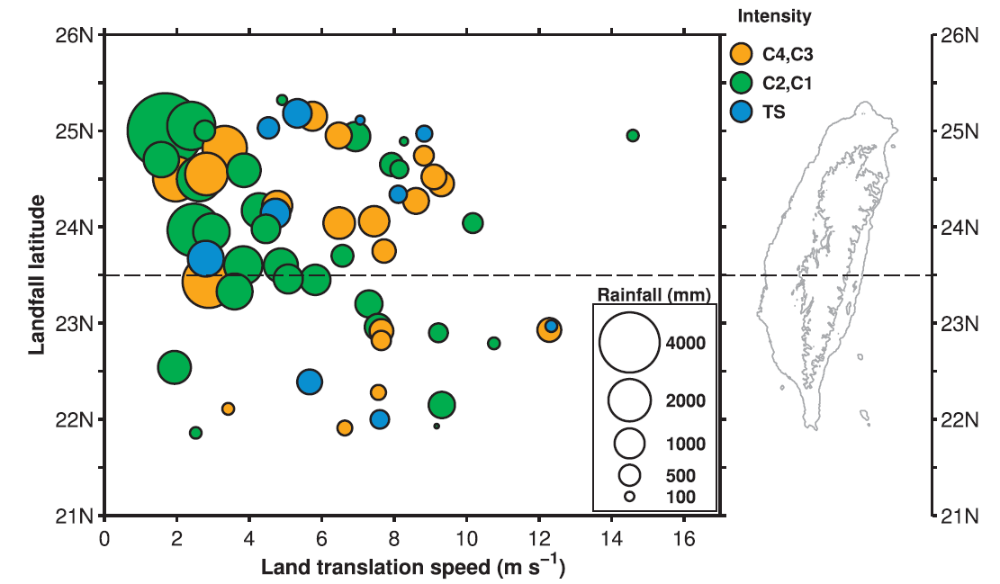 Intensity
C4,C3
C2,C1
TS
26N
25N
24N
23N
22N
21N
Landfall latitude
0 2 4 6 8 10 12 14 16
Land translation speed (m s⁻¹)
Rainfall (mm)
4000
2000
1000
500
100
26N
25N
24N
23N
22N
21N